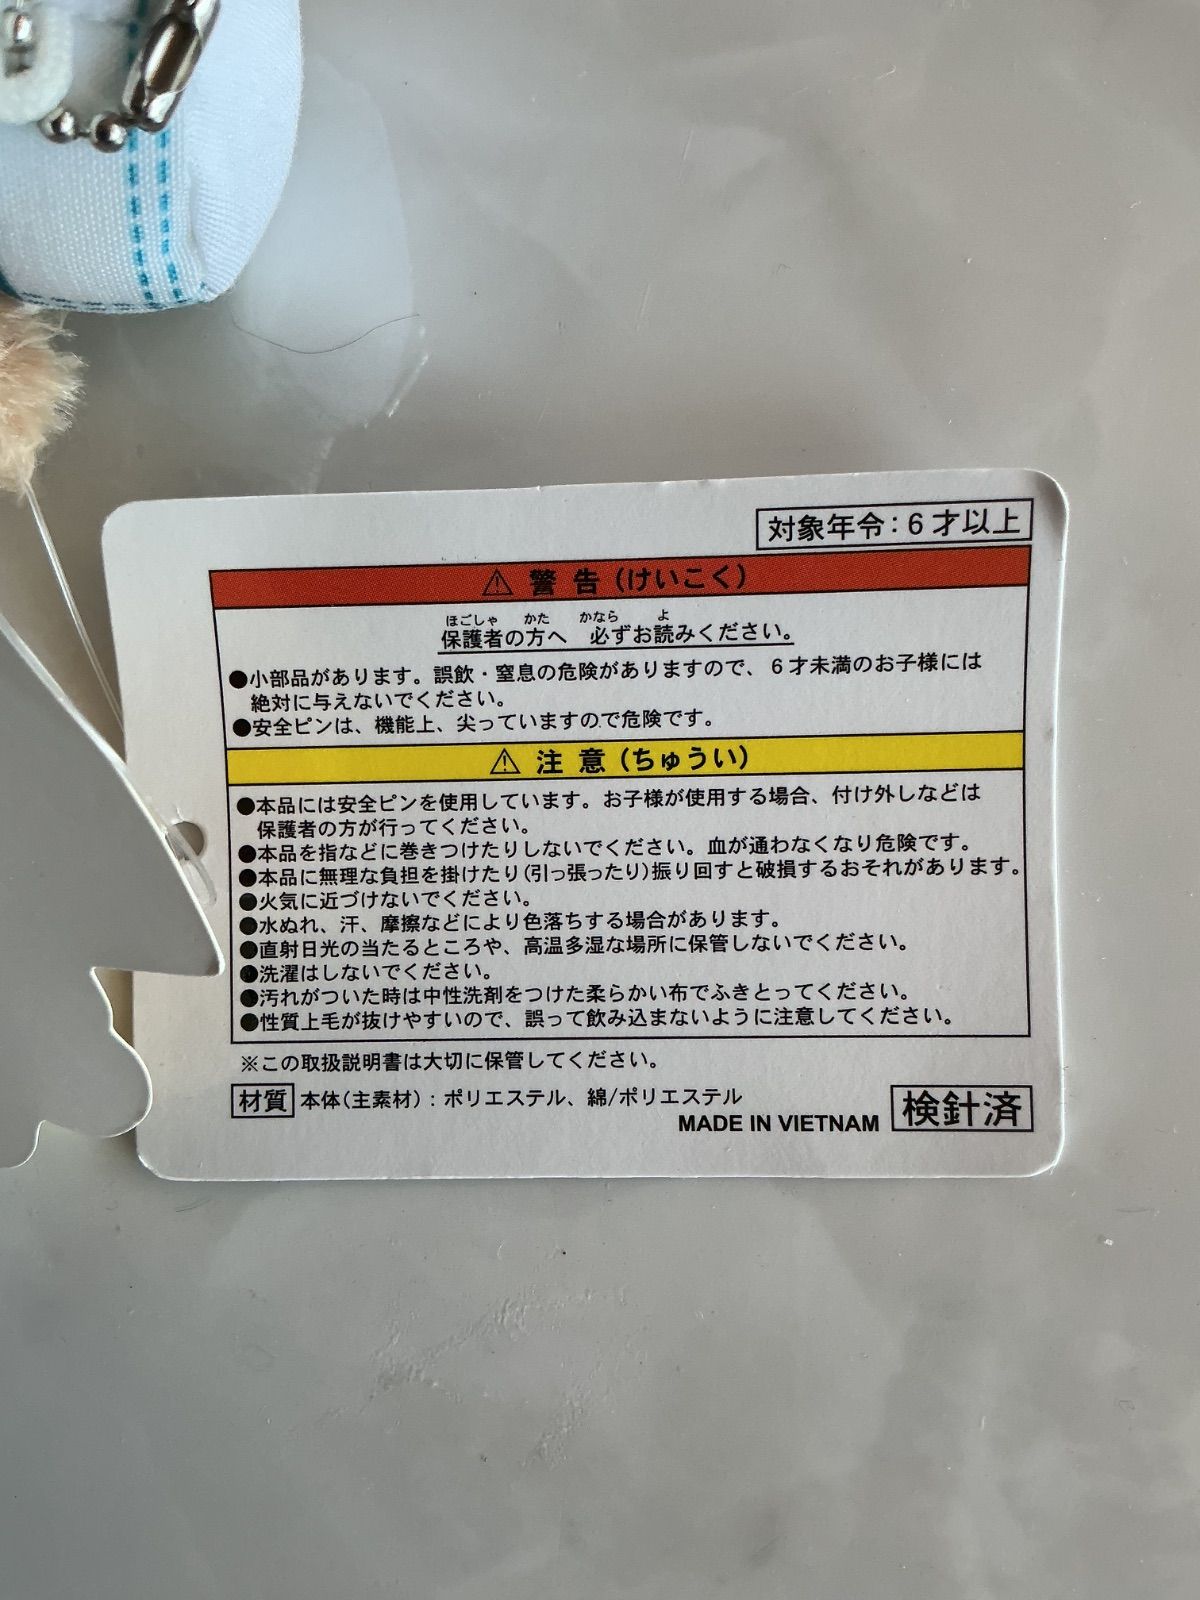 対象年令：6才以上
⚠ 警告（けいこく）
ほごしゃ かた かなら よ
保護者の方へ 必ずお読みください。
●小部品があります。誤飲・窒息の危険がありますので、6才未満のお子様には
絶対に与えないでください。
●安全ピンは、機能上、尖っていますので危険です。
⚠ 注意（ちゅうい）
●本品には安全ピンを使用しています。お子様が使用する場合、付け外しなどは
保護者の方が行ってください。
●本品を指などに巻きつけたりしないでください。血が通わなくなり危険です。
●本品に無理な負担を掛けたり(引っ張ったり)振り回すと破損するおそれがあります。
●火気に近づけないでください。
●水ぬれ、汗、摩擦などにより色落ちする場合があります。
●直射日光の当たるところや、高温多湿な場所に保管しないでください。
●洗濯はしないでください。
●汚れがついた時は中性洗剤をつけた柔らかい布でふきとってください。
●性質上毛が抜けやすいので、誤って飲み込まないように注意してください。
※この取扱説明書は大切に保管してください。
材質 本体(主素材)：ポリエステル、綿/ポリエステル
MADE IN VIETNAM 検針済